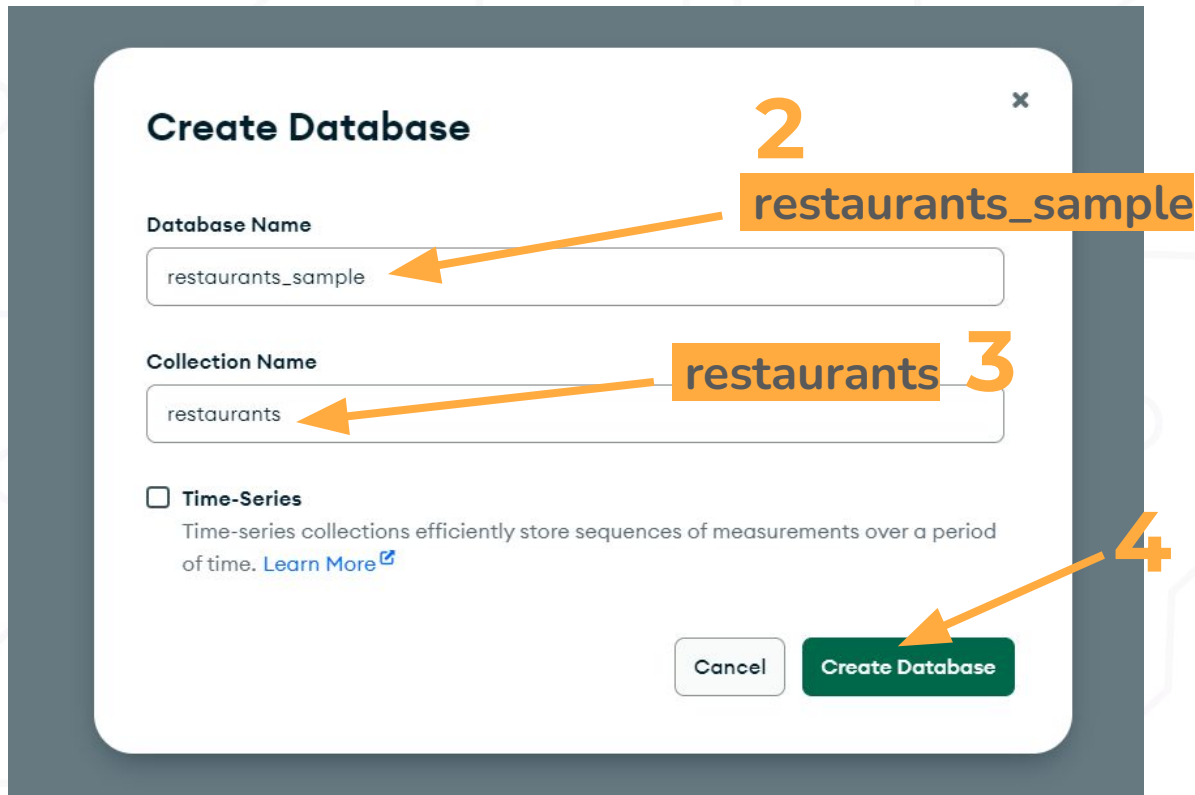 Create Database
2
restaurants_sample
Database Name
restaurants_sample
Collection Name
restaurants 3
restaurants
Time-Series
Time-series collections efficiently store sequences of measurements over a period
of time. Learn More
4
Cancel Create Database